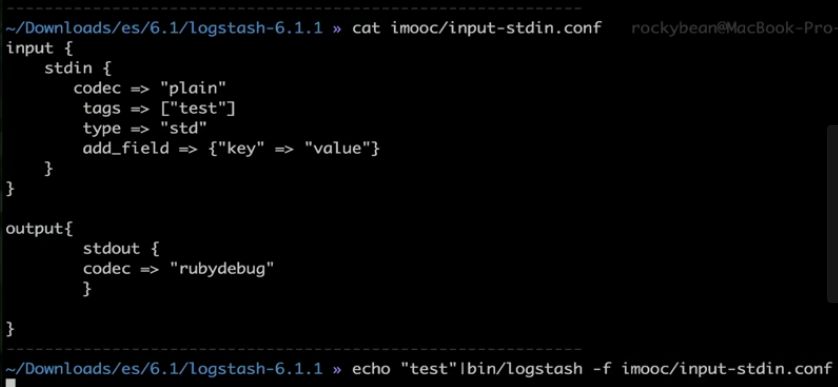 ~/Downloads/es/6.1/logstash-6.1.1 » cat imooc/input-stdin.conf rockybean@MacBook-Pro-
input {
    stdin {
       codec => "plain"
        tags => ["test"]
        type => "std"
        add_field => {"key" => "value"}
    }
}
output{
        stdout {
        codec => "rubydebug"
        }
}
~/Downloads/es/6.1/logstash-6.1.1 » echo "test"|bin/logstash -f imooc/input-stdin.conf